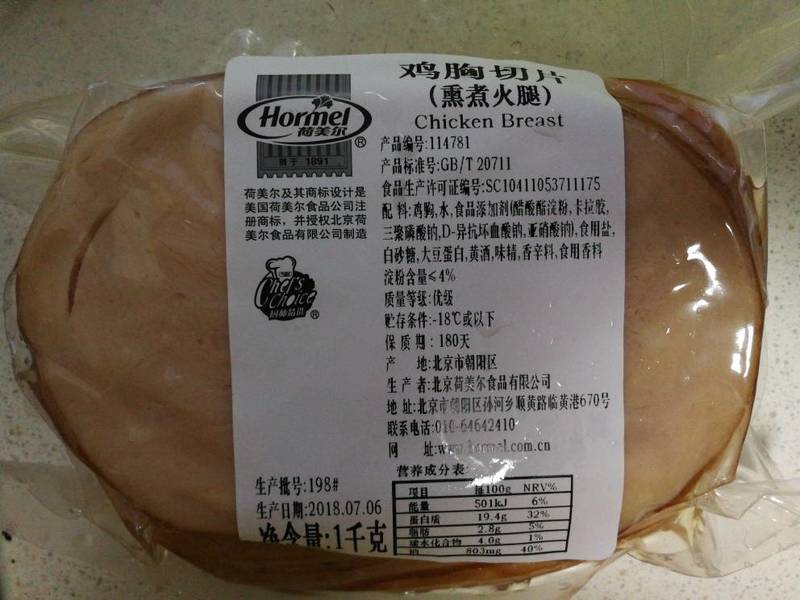 鸡胸切片
(熏煮火腿)
Chicken Breast
Hormel
荷美尔
®
创于 1891
荷美尔及其商标设计是
美国荷美尔食品公司注
册商标，并授权北京荷
美尔食品有限公司制造
Chef's
Choice
厨师精选
®
产品编号:114781
产品标准号:GB/T 20711
食品生产许可证编号:SC10411053711175
配 料:鸡胸,水,食品添加剂(醋酸酯淀粉,卡拉胶,
三聚磷酸钠,D-异抗坏血酸钠,亚硝酸钠),食用盐,
白砂糖,大豆蛋白,黄酒,味精,香辛料,食用香料
淀粉含量≤4%
质量等级:优级
贮存条件:-18℃或以下
保 质 期: 180天
产 地:北京市朝阳区
生 产 者:北京荷美尔食品有限公司
地 址:北京市朝阳区孙河乡顺黄路临黄港670号
联系电话:010-64642410
网 址:www.hormel.com.cn
生产批号:198#
生产日期:2018.07.06
净含量:1千克
营养成分表
项目 每100g NRV%
能量 501kJ 6%
蛋白质 19.4g 32%
脂肪 2.8g 5%
碳水化合物 4.0g 1%
钠 803mg 40%